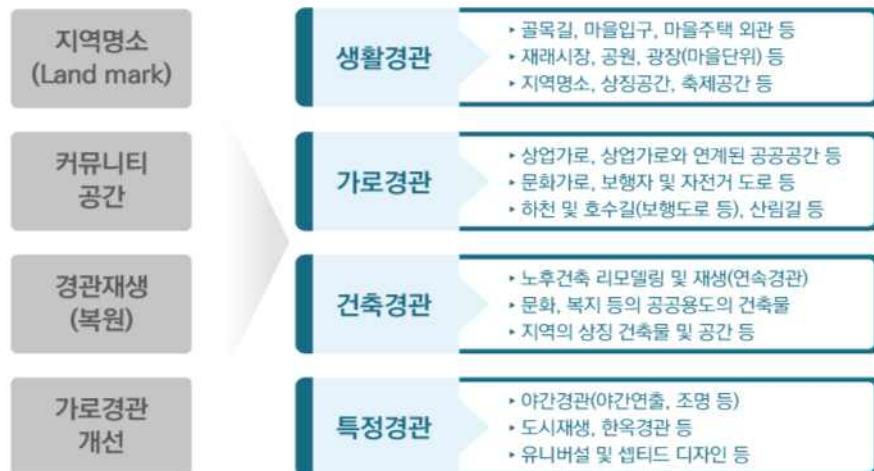 지역명소
(Land mark)
생활경관
‣ 골목길, 마을입구, 마을주택 외관 등
‣ 재래시장, 공원, 광장(마을단위) 등
‣ 지역명소, 상징공간, 축제공간 등
커뮤니티
공간
가로경관
‣ 상업가로, 상업가로와 연계된 공공공간 등
‣ 문화가로, 보행자 및 자전거 도로 등
‣ 하천 및 호수길(보행도로 등), 산림길 등
경관재생
(복원)
건축경관
‣ 노후건축 리모델링 및 재생(연속경관)
‣ 문화, 복지 등의 공공용도의 건축물
‣ 지역의 상징 건축물 및 공간 등
가로경관
개선
특정경관
‣ 야간경관(야간연출, 조명 등)
‣ 도시재생, 한옥경관 등
‣ 유니버설 및 셉티드 디자인 등